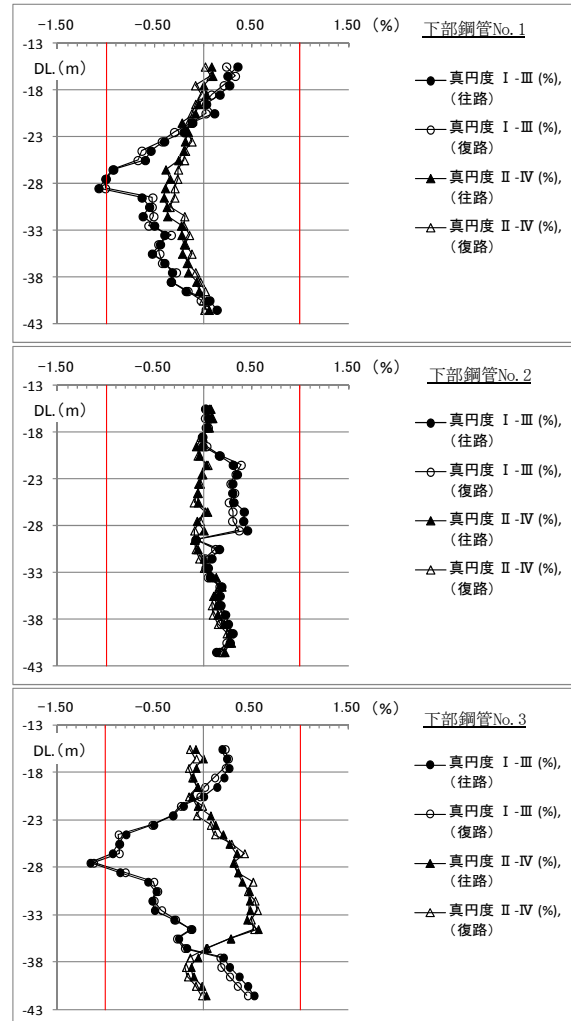 -1.50 -0.50 0.50 1.50 (%)
-13
DL.(m)
-18
-23
-28
-33
-38
-43
下部鋼管No.1
真円度 Ⅰ-Ⅲ(%),
(往路)
真円度 Ⅰ-Ⅲ(%),
(復路)
真円度 Ⅱ-Ⅳ(%),
(往路)
真円度 Ⅱ-Ⅳ(%),
(復路)
-1.50 -0.50 0.50 1.50 (%)
-13
DL.(m)
-18
-23
-28
-33
-38
-43
下部鋼管No.2
真円度 Ⅰ-Ⅲ(%),
(往路)
真円度 Ⅰ-Ⅲ(%),
(復路)
真円度 Ⅱ-Ⅳ(%),
(往路)
真円度 Ⅱ-Ⅳ(%),
(復路)
-1.50 -0.50 0.50 1.50 (%)
-13
DL.(m)
-18
-23
-28
-33
-38
-43
下部鋼管No.3
真円度 Ⅰ-Ⅲ(%),
(往路)
真円度 Ⅰ-Ⅲ(%),
(復路)
真円度 Ⅱ-Ⅳ(%),
(往路)
真円度 Ⅱ-Ⅳ(%),
(復路)